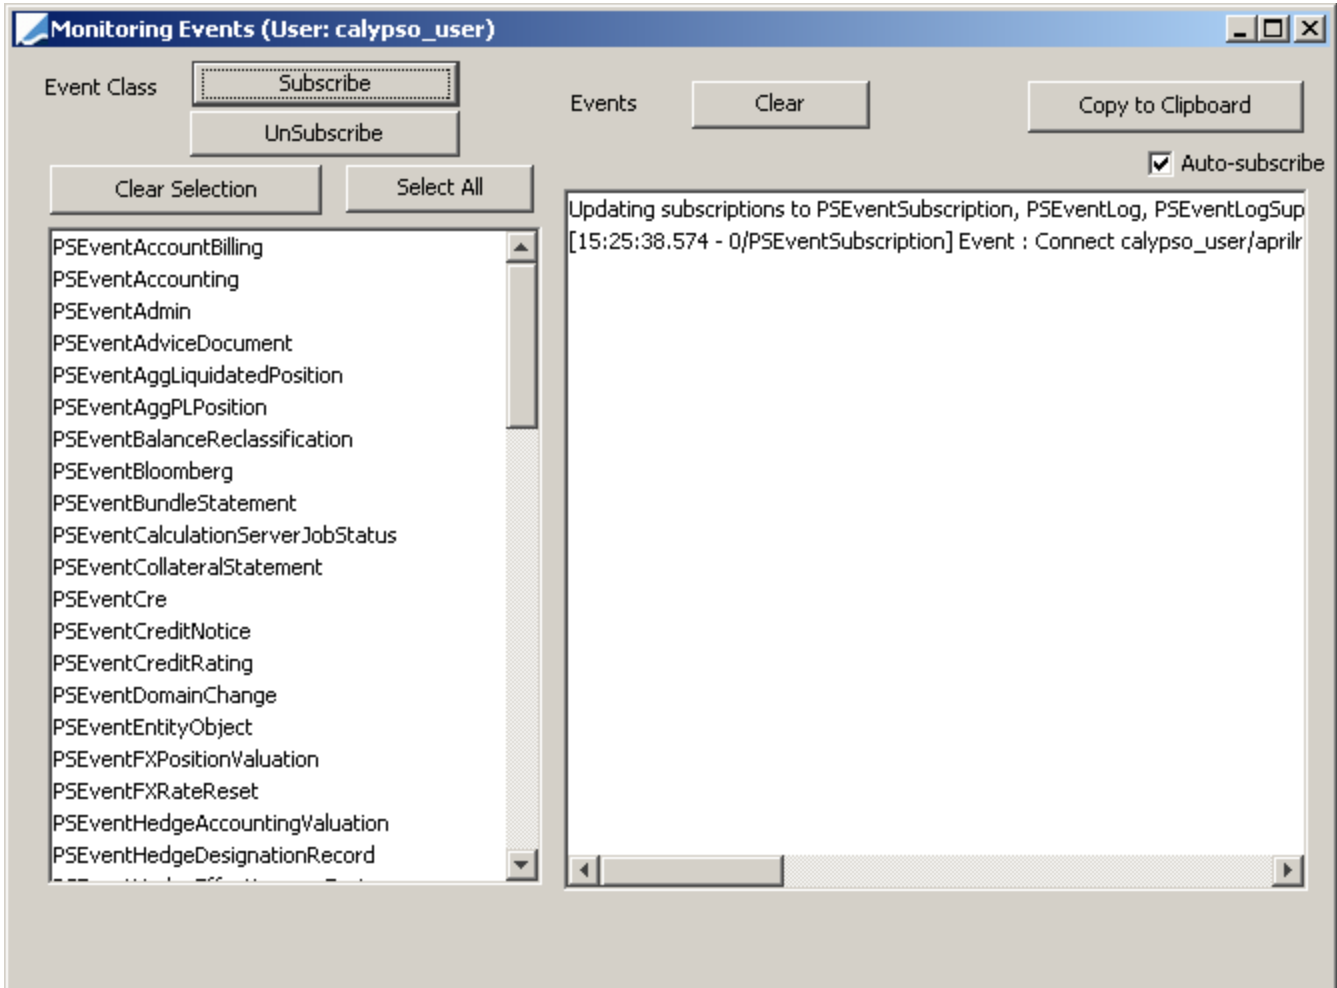 Monitoring Events (User: calypso_user)
Event Class
Subscribe
UnSubscribe
Clear Selection
Select All
Events
Clear
Copy to Clipboard
Auto-subscribe
PSEventAccountBilling
PSEventAccounting
PSEventAdmin
PSEventAdviceDocument
PSEventAggLiquidatedPosition
PSEventAggPLPosition
PSEventBalanceReclassification
PSEventBloomberg
PSEventBundleStatement
PSEventCalculationServerJobStatus
PSEventCollateralStatement
PSEventCre
PSEventCreditNotice
PSEventCreditRating
PSEventDomainChange
PSEventEntityObject
PSEventFXPositionValuation
PSEventFXRateReset
PSEventHedgeAccountingValuation
PSEventHedgeDesignationRecord
Updating subscriptions to PSEventSubscription, PSEventLog, PSEventLogSup
[15:25:38.574 - 0/PSEventSubscription] Event : Connect calypso_user/aprilr